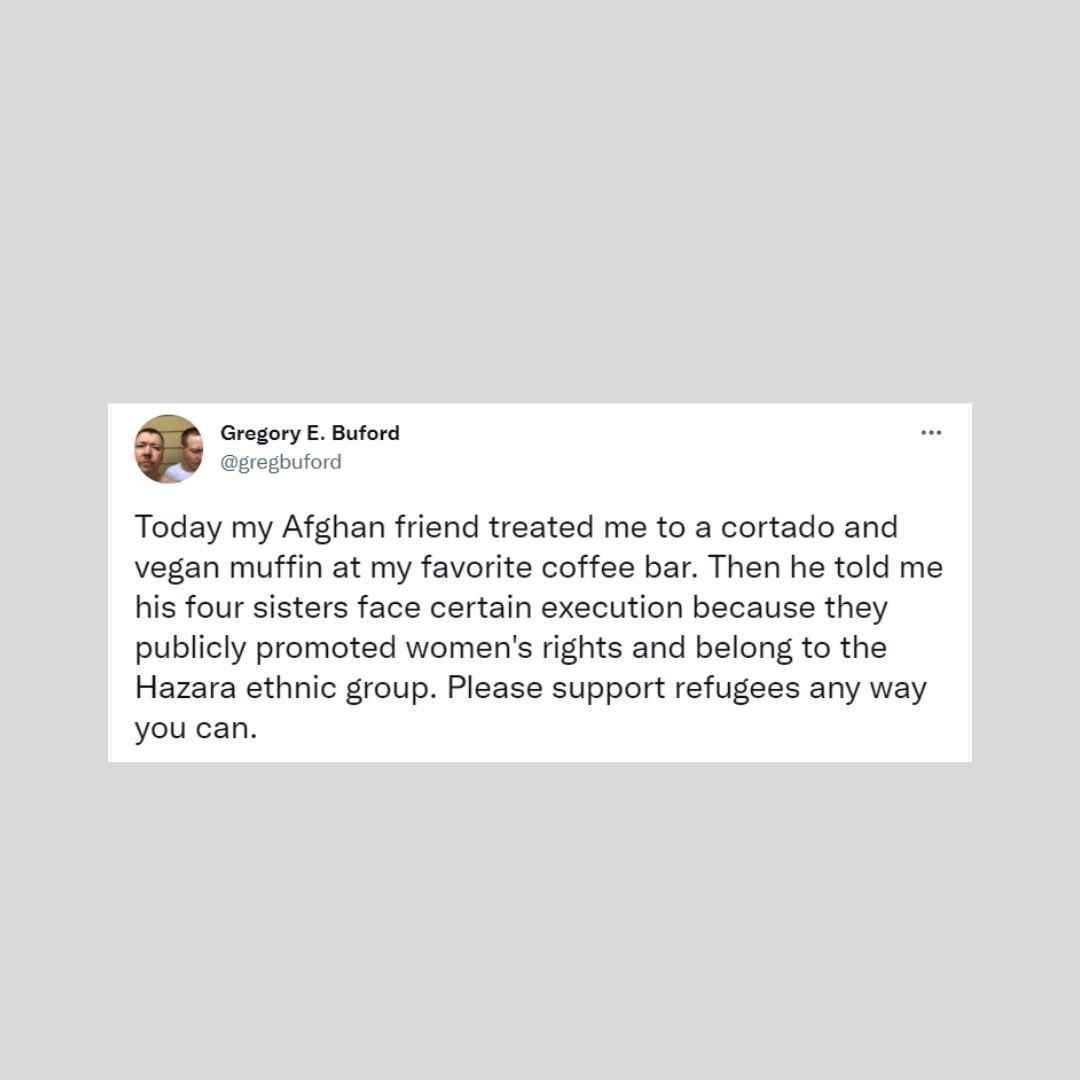 Gregory E. Buford
@gregbuford
Today my Afghan friend treated me to a cortado and
vegan muffin at my favorite coffee bar. Then he told me
his four sisters face certain execution because they
publicly promoted women's rights and belong to the
Hazara ethnic group. Please support refugees any way
you can.